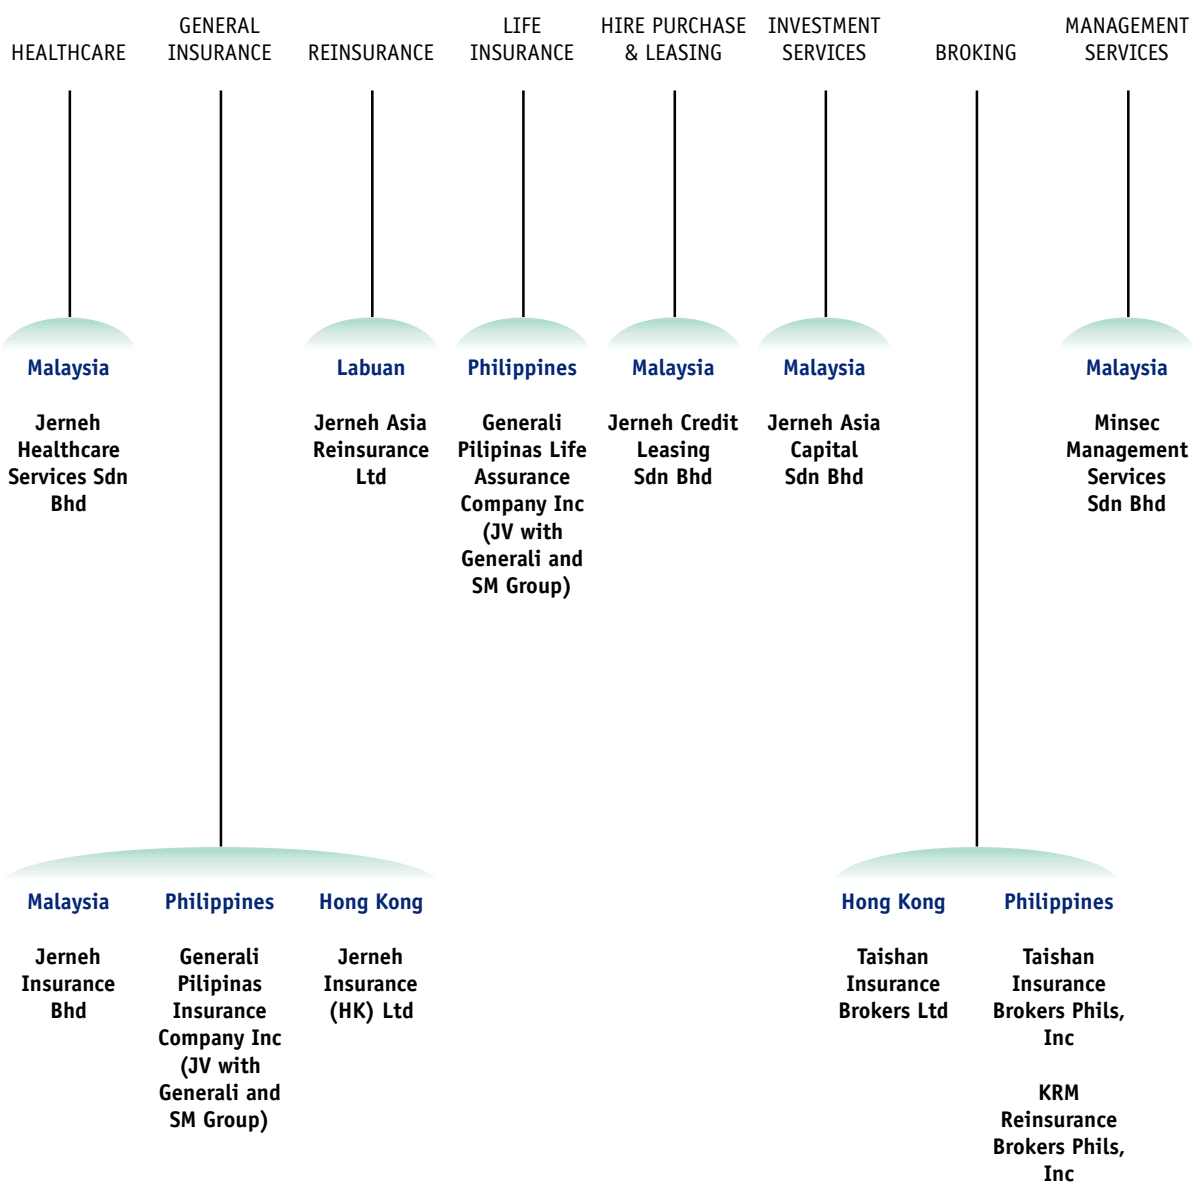 HEALTHCARE
GENERAL
INSURANCE
REINSURANCE
LIFE
INSURANCE
HIRE PURCHASE
& LEASING
INVESTMENT
SERVICES
BROKING
MANAGEMENT
SERVICES
Malaysia
Jerneh
Healthcare
Services Sdn
Bhd
Labuan
Jerneh Asia
Reinsurance
Ltd
Philippines
Generali
Pilipinas Life
Assurance
Company Inc
(JV with
Generali and
SM Group)
Malaysia
Jerneh Credit
Leasing
Sdn Bhd
Malaysia
Jerneh Asia
Capital
Sdn Bhd
Malaysia
Minsec
Management
Services
Sdn Bhd
Malaysia
Jerneh
Insurance
Bhd
Philippines
Generali
Pilipinas
Insurance
Company Inc
(JV with
Generali and
SM Group)
Hong Kong
Jerneh
Insurance
(HK) Ltd
Hong Kong
Taishan
Insurance
Brokers Ltd
Philippines
Taishan
Insurance
Brokers Phils,
Inc
KRM
Reinsurance
Brokers Phils,
Inc